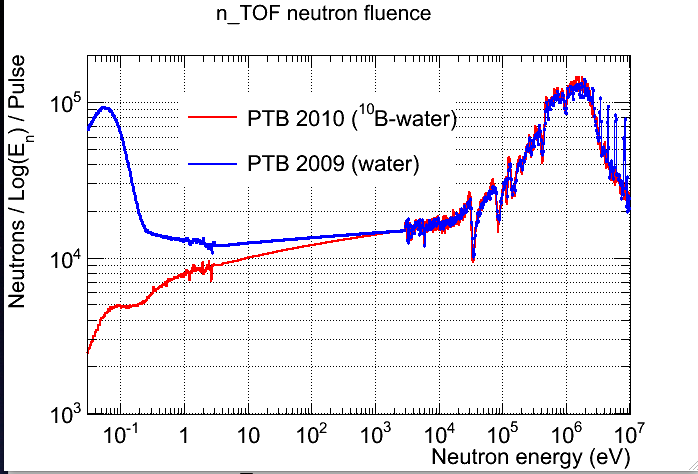 n_TOF neutron fluence
Neutrons / Log(Eₙ) / Pulse
10⁵
10⁴
10³
PTB 2010 (¹⁰B-water)
PTB 2009 (water)
10⁻¹ 1 10 10² 10³ 10⁴ 10⁵ 10⁶ 10⁷
Neutron energy (eV)